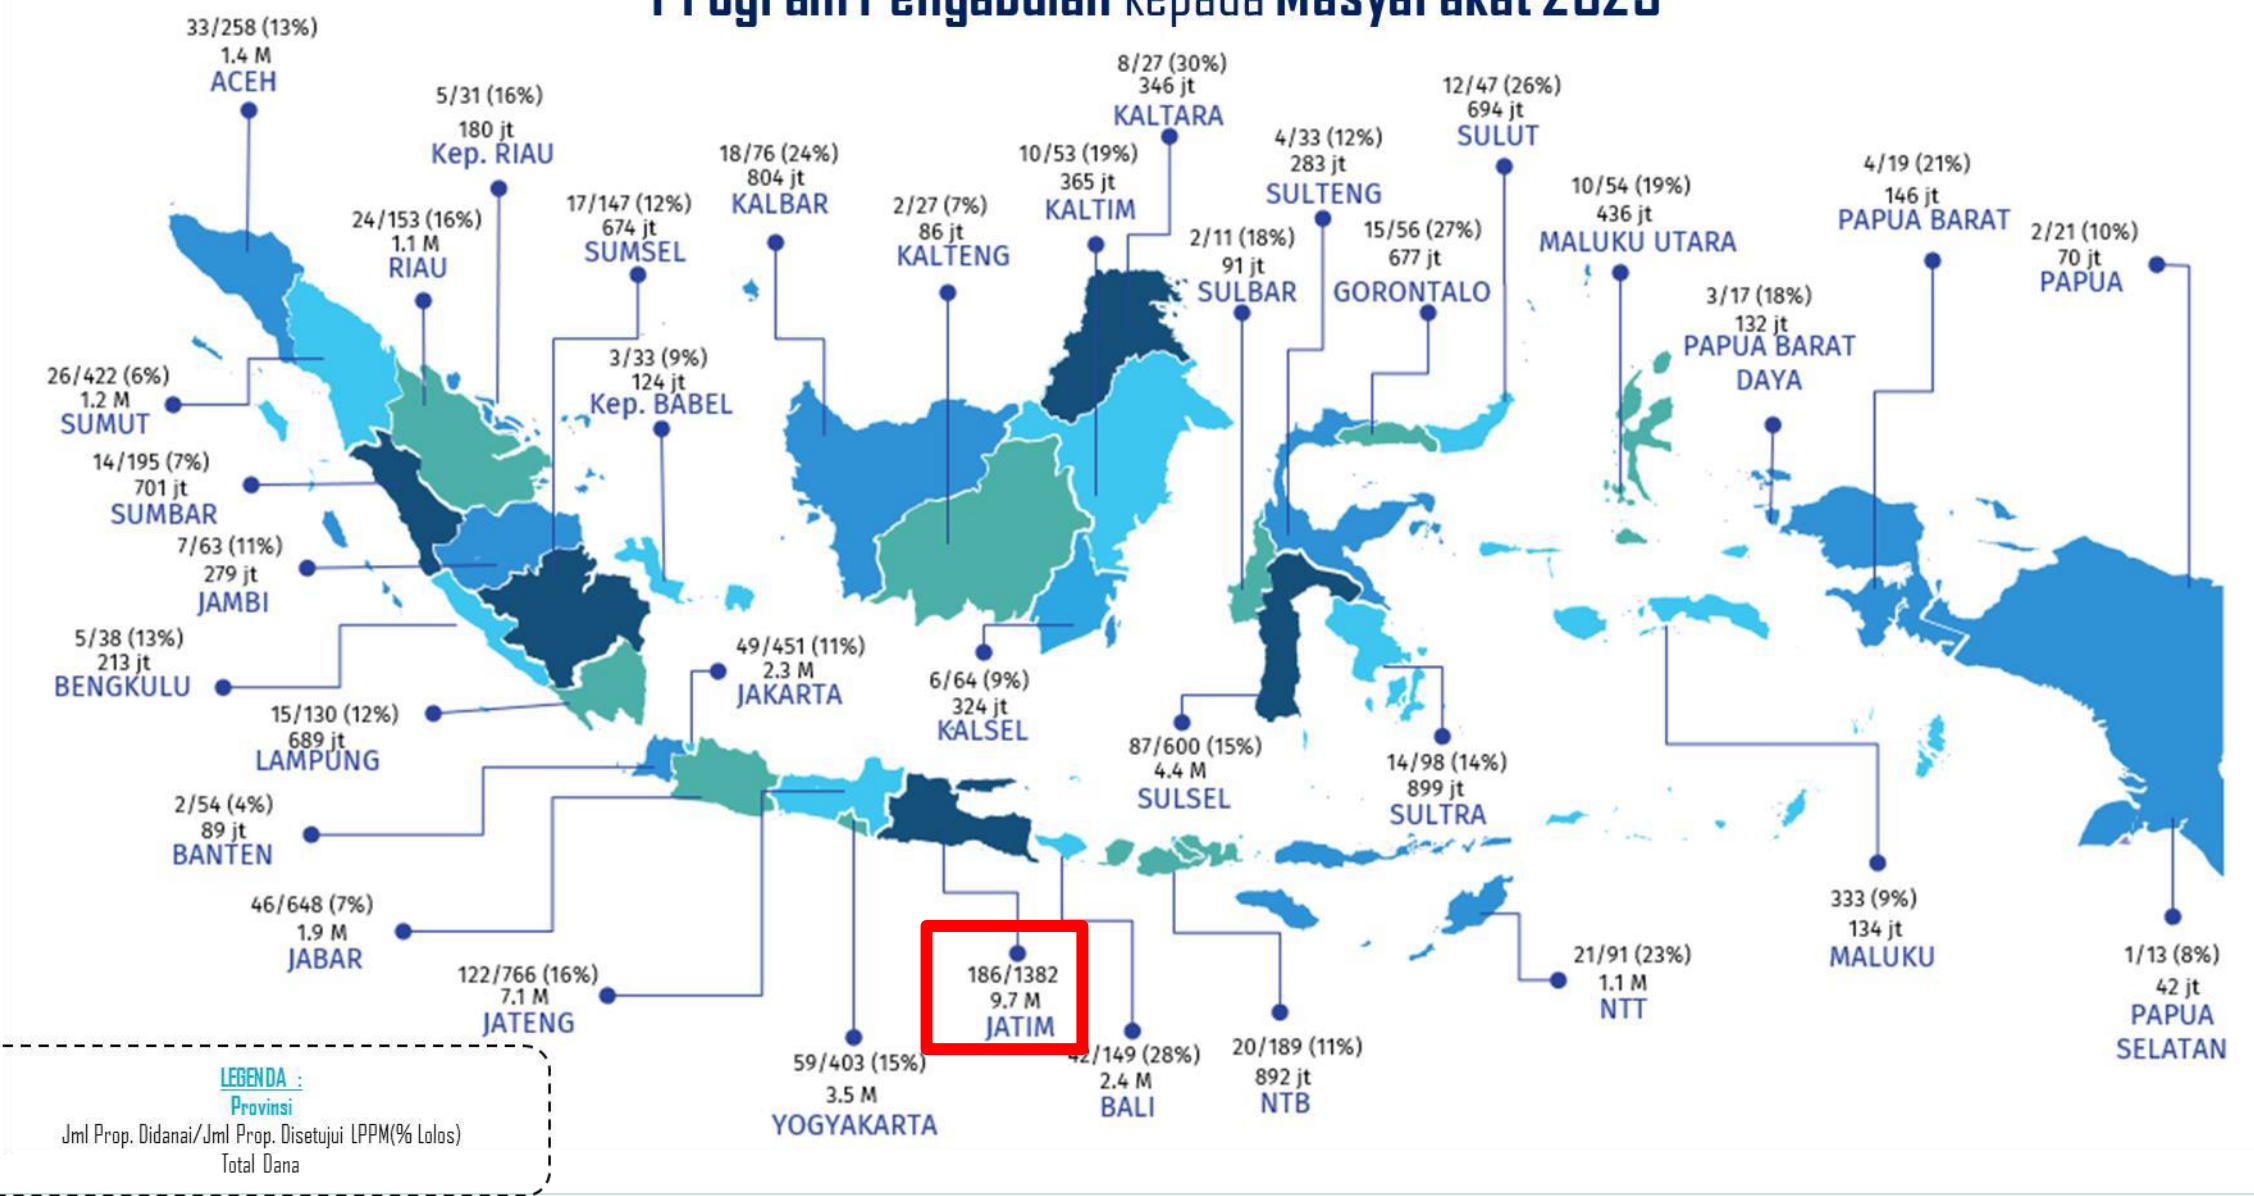 Program Pengabdian kepada Masyarakat 2025
33/258 (13%)
1.4 M
ACEH
5/31 (16%)
180 jt
Kep. RIAU
24/153 (16%)
1.1 M
RIAU
17/147 (12%)
674 jt
SUMSEL
18/76 (24%)
804 jt
KALBAR
2/27 (7%)
86 jt
KALTENG
10/53 (19%)
365 jt
KALTIM
8/27 (30%)
346 jt
KALTARA
4/33 (12%)
283 jt
SULTENG
2/11 (18%)
91 jt
SULBAR
15/56 (27%)
677 jt
GORONTALO
12/47 (26%)
694 jt
SULUT
10/54 (19%)
436 jt
MALUKU UTARA
4/19 (21%)
146 jt
PAPUA BARAT
2/21 (10%)
70 jt
PAPUA
3/17 (18%)
132 jt
PAPUA BARAT
DAYA
3/33 (9%)
124 jt
Kep. BABEL
26/422 (6%)
1.2 M
SUMUT
14/195 (7%)
701 jt
SUMBAR
7/63 (11%)
279 jt
JAMBI
5/38 (13%)
213 jt
BENGKULU
15/130 (12%)
689 jt
LAMPUNG
49/451 (11%)
2.3 M
JAKARTA
6/64 (9%)
324 jt
KALSEL
87/600 (15%)
4.4 M
SULSEL
14/98 (14%)
899 jt
SULTRA
2/54 (4%)
89 jt
BANTEN
46/648 (7%)
1.9 M
JABAR
122/766 (16%)
7.1 M
JATENG
59/403 (15%)
3.5 M
YOGYAKARTA
186/1382
9.7 M
JATIM
42/149 (28%)
2.4 M
BALI
20/189 (11%)
892 jt
NTB
21/91 (23%)
1.1 M
NTT
333 (9%)
134 jt
MALUKU
1/13 (8%)
42 jt
PAPUA
SELATAN
LEGENDA :
Provinsi
Jml Prop. Didanai/Jml Prop. Disetujui LPPM(% Lolos)
Total Dana